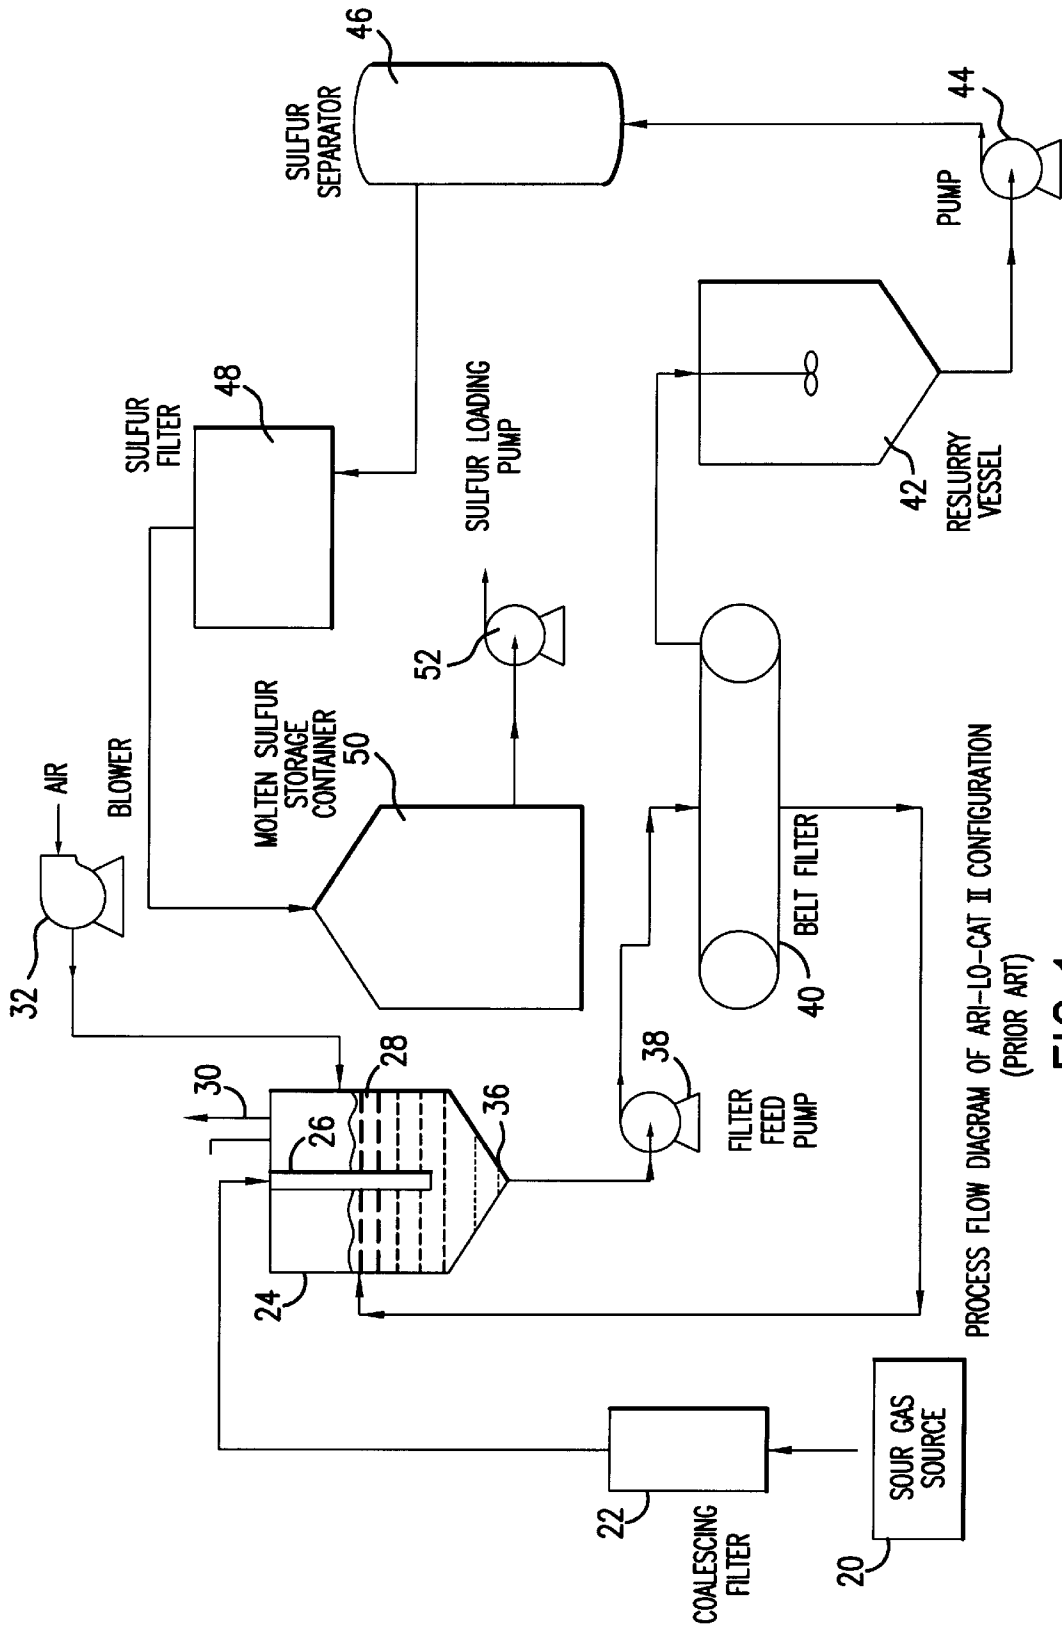 32
AIR
BLOWER
SULFUR
FILTER
48
SULFUR
SEPARATOR
46
30
26
28
24
36
MOLTEN SULFUR
STORAGE
CONTAINER
50
52
SULFUR LOADING
PUMP
22
COALESCING
FILTER
38
FILTER
FEED
PUMP
40
BELT FILTER
42
RESLURRY
VESSEL
PUMP
44
20
SOUR GAS
SOURCE
PROCESS FLOW DIAGRAM OF ARI-LO-CAT II CONFIGURATION
(PRIOR ART)